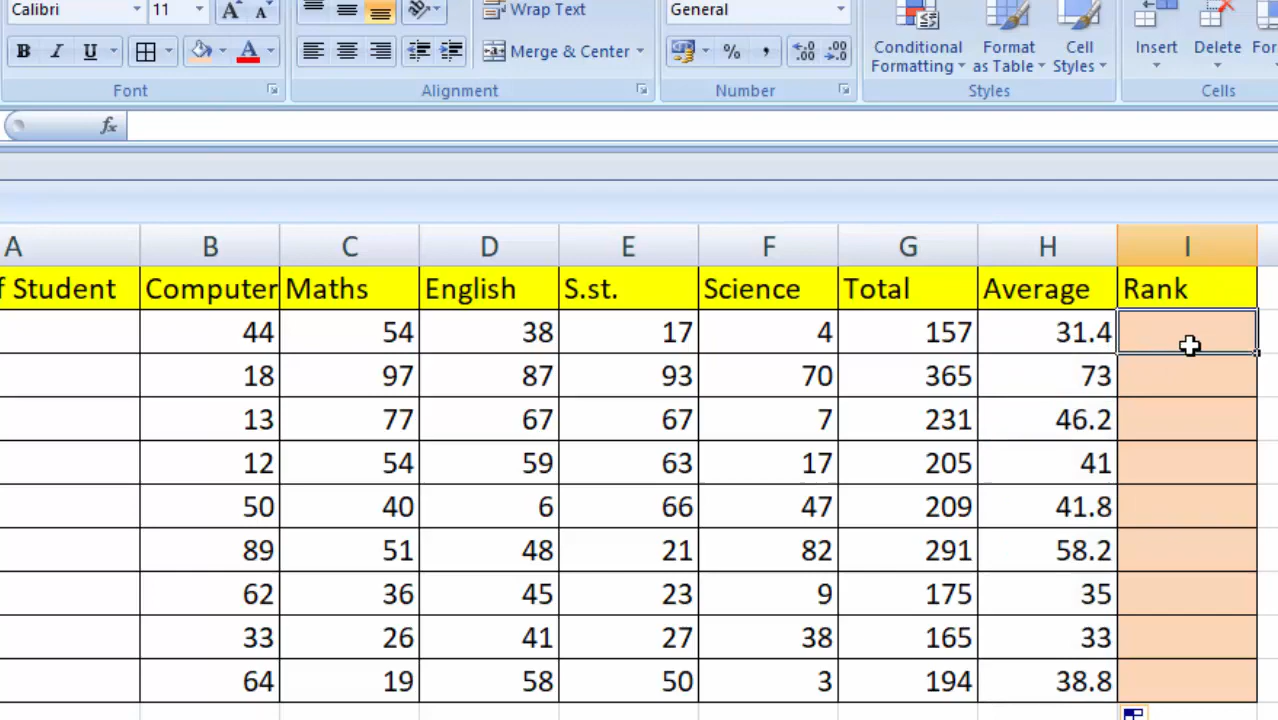 Calibri 11 A A Wrap Text General
B I U A Merge & Center % , .0 .00 .00 .0 Conditional Formatting Format as Table Cell Styles Insert Delete For
Font Alignment Number Styles Cells
fx
A B C D E F G H I
f Student Computer Maths English S.st. Science Total Average Rank
44 54 38 17 4 157 31.4
18 97 87 93 70 365 73
13 77 67 67 7 231 46.2
12 54 59 63 17 205 41
50 40 6 66 47 209 41.8
89 51 48 21 82 291 58.2
62 36 45 23 9 175 35
33 26 41 27 38 165 33
64 19 58 50 3 194 38.8